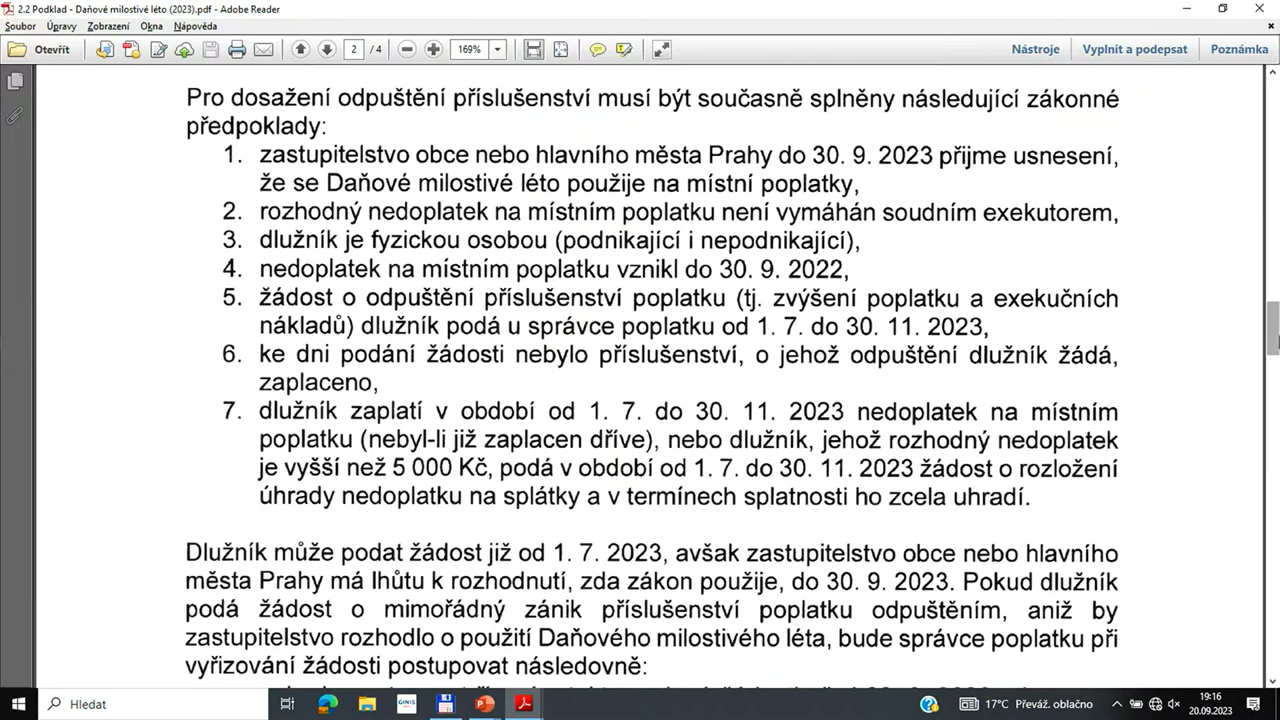 2.2 Podklad - Daňové milostivé léto (2023).pdf - Adobe Reader
Soubor Úpravy Zobrazení Okna Nápověda
Otevřít 2 / 4 169% Nástroje Vyplnit a podepsat Poznámka
Pro dosažení odpuštění příslušenství musí být současně splněny následující zákonné
předpoklady:
1. zastupitelstvo obce nebo hlavního města Prahy do 30. 9. 2023 přijme usnesení,
že se Daňové milostivé léto použije na místní poplatky,
2. rozhodný nedoplatek na místním poplatku není vymáhán soudním exekutorem,
3. dlužník je fyzickou osobou (podnikající i nepodnikající),
4. nedoplatek na místním poplatku vznikl do 30. 9. 2022,
5. žádost o odpuštění příslušenství poplatku (tj. zvýšení poplatku a exekučních
nákladů) dlužník podá u správce poplatku od 1. 7. do 30. 11. 2023,
6. ke dni podání žádosti nebylo příslušenství, o jehož odpuštění dlužník žádá,
zaplaceno,
7. dlužník zaplatí v období od 1. 7. do 30. 11. 2023 nedoplatek na místním
poplatku (nebyl-li již zaplacen dříve), nebo dlužník, jehož rozhodný nedoplatek
je vyšší než 5 000 Kč, podá v období od 1. 7. do 30. 11. 2023 žádost o rozložení
úhrady nedoplatku na splátky a v termínech splatnosti ho zcela uhradí.
Dlužník může podat žádost již od 1. 7. 2023, avšak zastupitelstvo obce nebo hlavního
města Prahy má lhůtu k rozhodnutí, zda zákon použije, do 30. 9. 2023. Pokud dlužník
podá žádost o mimořádný zánik příslušenství poplatku odpuštěním, aniž by
zastupitelstvo rozhodlo o použití Daňového milostivého léta, bude správce poplatku při
vyřizování žádosti postupovat následovně:
Hledat GINIS 17°C Převáž. oblačno 19:16
20.09.2023